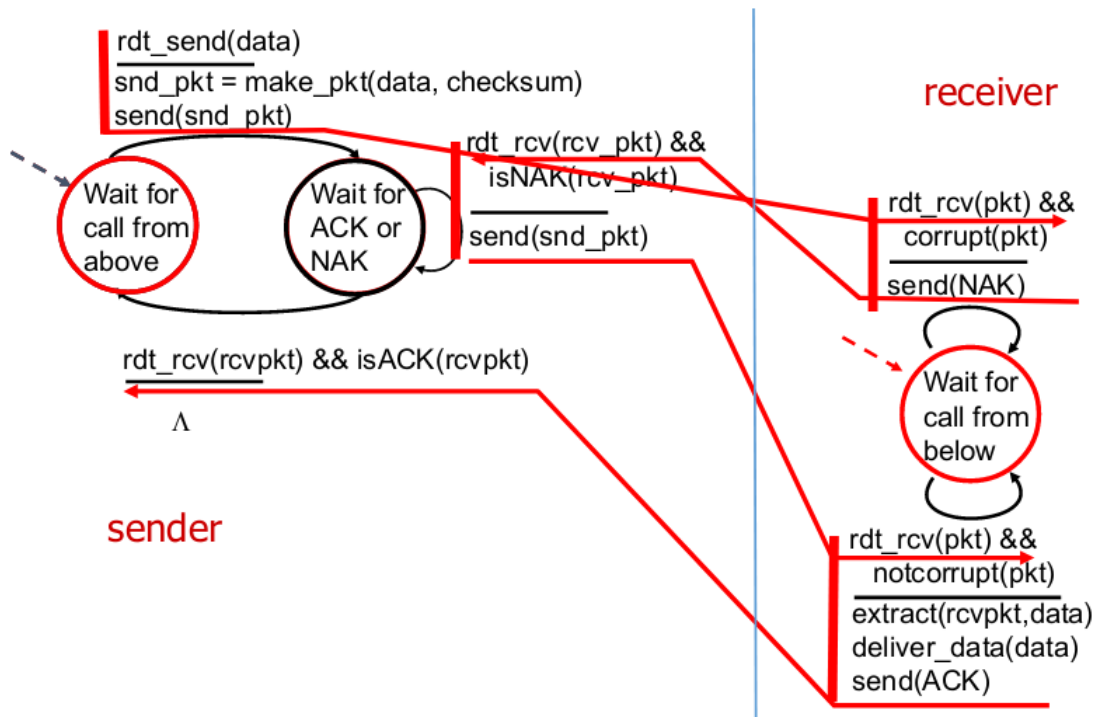 rdt_send(data)
snd_pkt = make_pkt(data, checksum)
send(snd_pkt)
receiver
rdt_rcv(rcv_pkt) &&
isNAK(rcv_pkt)
send(snd_pkt)
Wait for
call from
above
Wait for
ACK or
NAK
rdt_rcv(pkt) &&
corrupt(pkt)
send(NAK)
rdt_rcv(rcvpkt) && isACK(rcvpkt)
Λ
Wait for
call from
below
sender
rdt_rcv(pkt) &&
notcorrupt(pkt)
extract(rcvpkt,data)
deliver_data(data)
send(ACK)